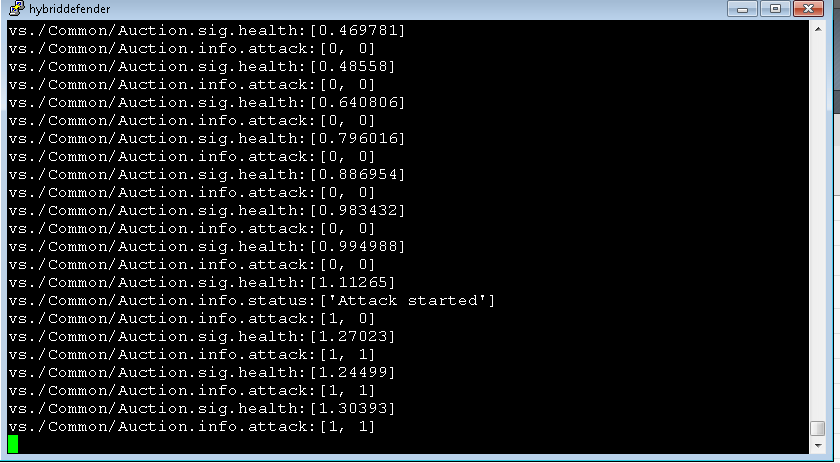 hybriddefender
vs./Common/Auction.sig.health:[0.469781]
vs./Common/Auction.info.attack:[0, 0]
vs./Common/Auction.sig.health:[0.48558]
vs./Common/Auction.info.attack:[0, 0]
vs./Common/Auction.sig.health:[0.640806]
vs./Common/Auction.info.attack:[0, 0]
vs./Common/Auction.sig.health:[0.796016]
vs./Common/Auction.info.attack:[0, 0]
vs./Common/Auction.sig.health:[0.886954]
vs./Common/Auction.info.attack:[0, 0]
vs./Common/Auction.sig.health:[0.983432]
vs./Common/Auction.info.attack:[0, 0]
vs./Common/Auction.sig.health:[0.994988]
vs./Common/Auction.info.attack:[0, 0]
vs./Common/Auction.sig.health:[1.11265]
vs./Common/Auction.info.status:['Attack started']
vs./Common/Auction.info.attack:[1, 0]
vs./Common/Auction.sig.health:[1.27023]
vs./Common/Auction.info.attack:[1, 1]
vs./Common/Auction.sig.health:[1.24499]
vs./Common/Auction.info.attack:[1, 1]
vs./Common/Auction.sig.health:[1.30393]
vs./Common/Auction.info.attack:[1, 1]